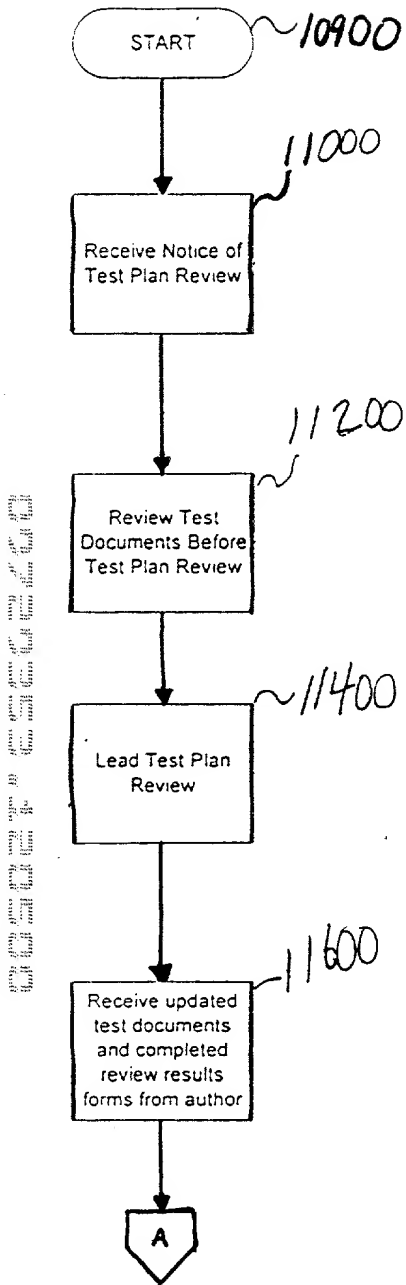 START
10900
11000
Receive Notice of
Test Plan Review
11200
Review Test
Documents Before
Test Plan Review
11400
Lead Test Plan
Review
11600
Receive updated
test documents
and completed
review results
forms from author
A